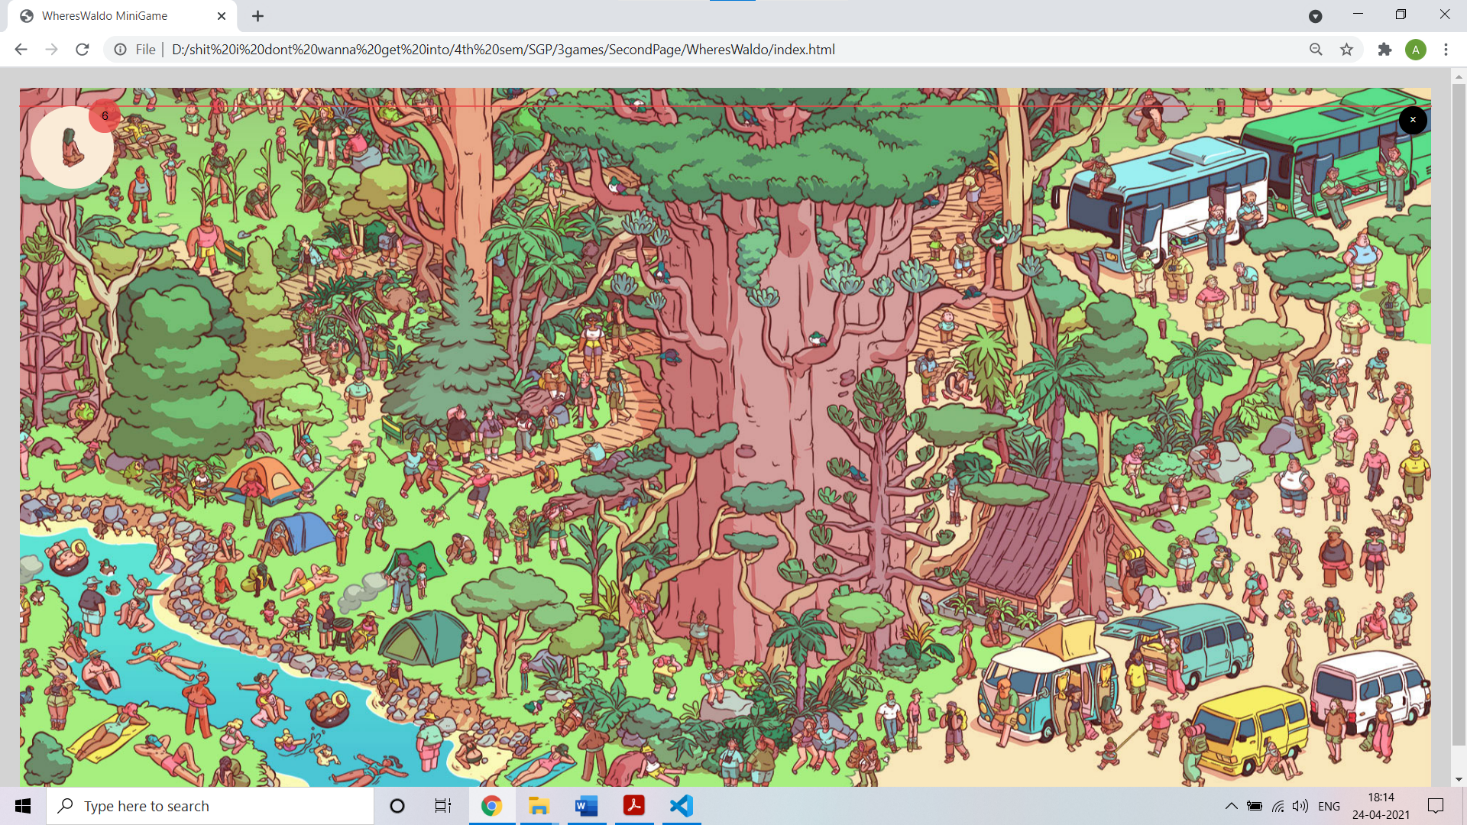 WheresWaldo MiniGame
File | D:/shit%20i%20dont%20wanna%20get%20into/4th%20sem/SGP/3games/SecondPage/WheresWaldo/index.html
A
6
×
Type here to search
ENG
18:14
24-04-2021